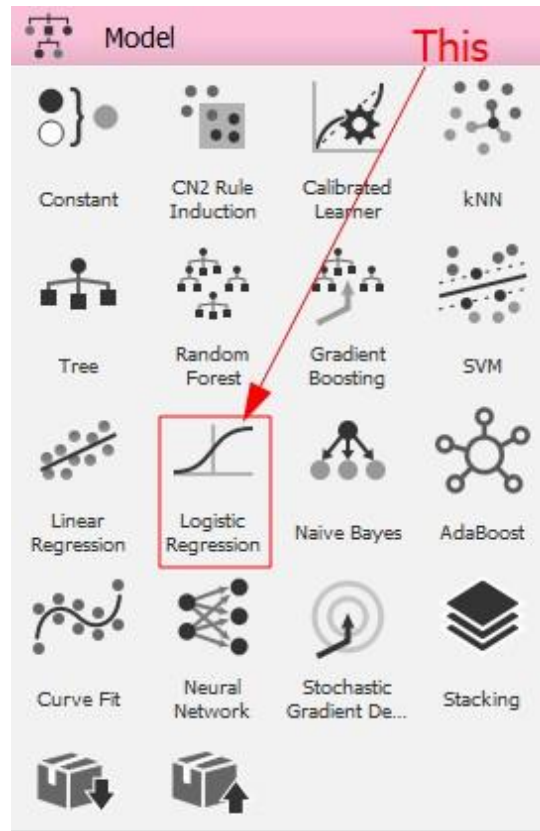 Model
This
Constant
CN2 Rule
Induction
Calibrated
Learner
kNN
Tree
Random
Forest
Gradient
Boosting
SVM
Linear
Regression
Logistic
Regression
Naive Bayes
AdaBoost
Curve Fit
Neural
Network
Stochastic
Gradient De...
Stacking